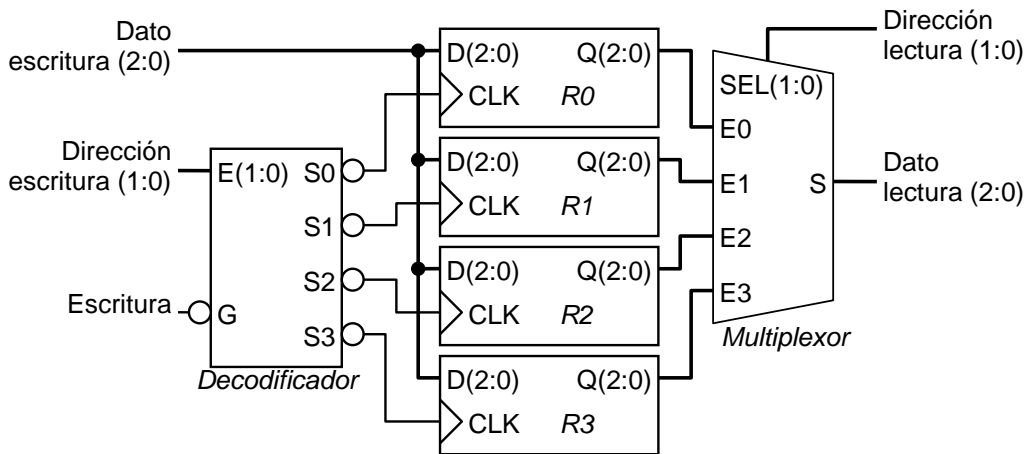 Dato
escritura (2:0)
Dirección
escritura (1:0)
Escritura
E(1:0)
S0
S1
S2
S3
G
Decodificador
D(2:0)
Q(2:0)
CLK
R0
D(2:0)
Q(2:0)
CLK
R1
D(2:0)
Q(2:0)
CLK
R2
D(2:0)
Q(2:0)
CLK
R3
SEL(1:0)
E0
E1
E2
E3
S
Multiplexor
Dirección
lectura (1:0)
Dato
lectura (2:0)